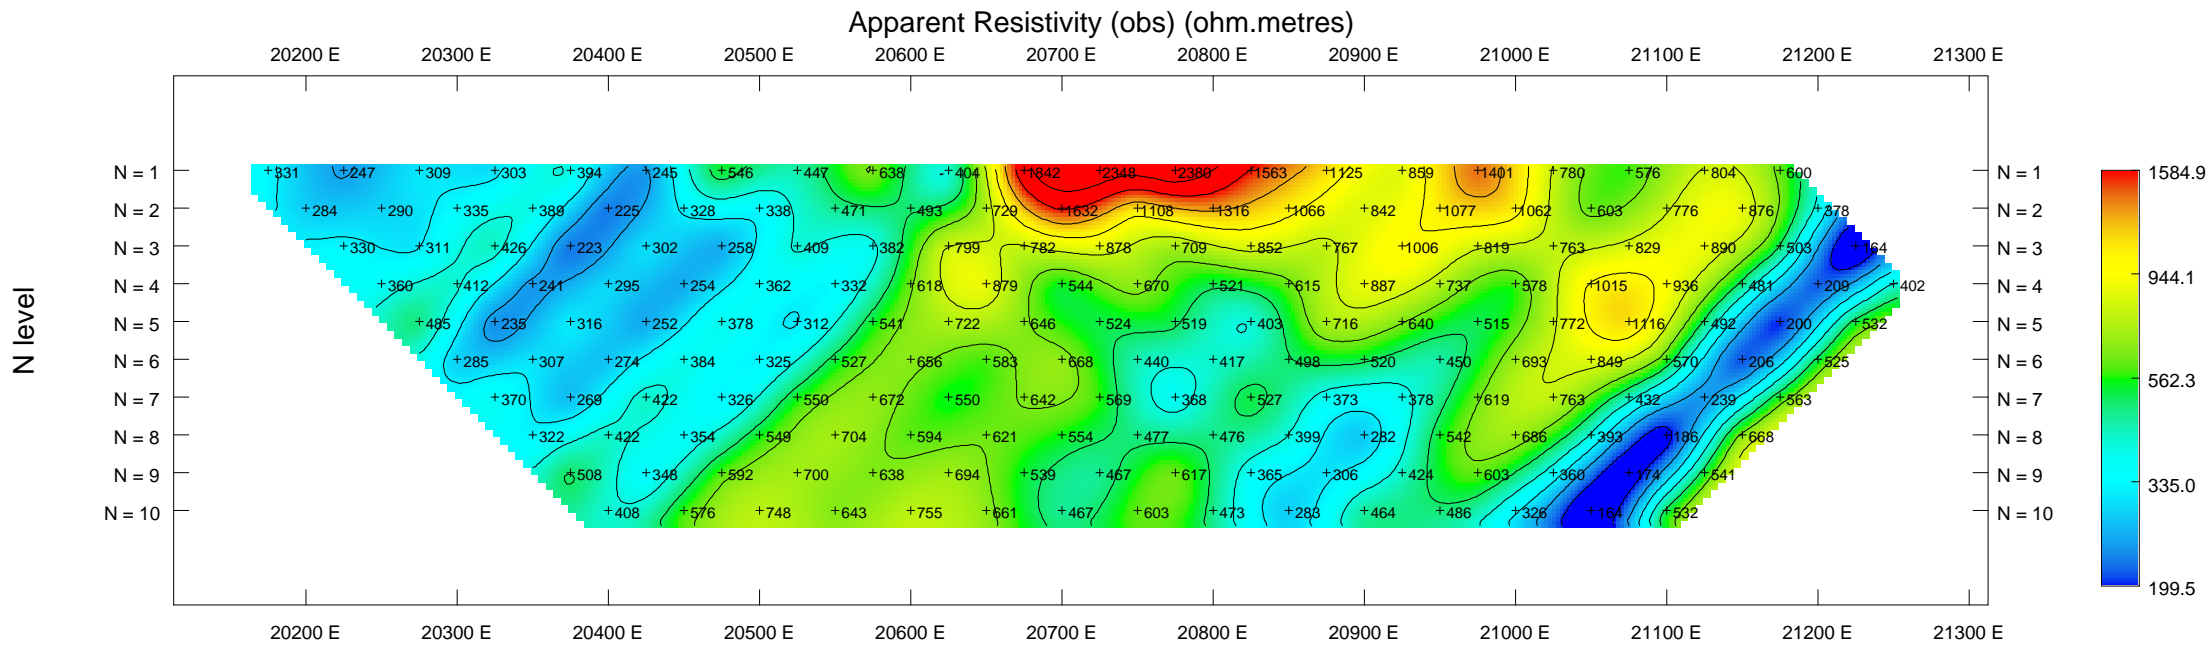 Apparent Resistivity (obs) (ohm.metres)
20200 E 20300 E 20400 E 20500 E 20600 E 20700 E 20800 E 20900 E 21000 E 21100 E 21200 E 21300 E
N level
N = 1 331 247 309 303 394 245 546 447 638 404 1842 2348 2380 1563 1125 859 1401 780 576 804 600 N = 1 1584.9
N = 2 284 290 335 389 225 328 338 471 493 729 1632 1108 1316 1066 842 1077 1062 603 776 876 378 N = 2
N = 3 330 311 426 223 302 258 409 382 799 782 878 709 852 767 1006 819 763 829 890 503 164 N = 3
944.1
N = 4 360 412 241 295 254 362 332 618 879 544 670 521 615 887 737 578 1015 936 481 209 402 N = 4
N = 5 485 235 316 252 378 312 541 722 646 524 519 403 716 640 515 772 1116 492 200 532 N = 5
N = 6 285 307 274 384 325 527 656 583 668 440 417 498 520 450 693 849 570 206 525 N = 6
562.3
N = 7 370 269 422 326 550 672 550 642 569 368 527 373 378 619 763 432 239 563 N = 7
N = 8 322 422 354 549 704 594 621 554 477 476 399 282 542 686 393 186 668 N = 8
N = 9 508 348 592 700 638 694 539 467 617 365 306 424 603 360 174 541 N = 9
335.0
N = 10 408 576 748 643 755 661 467 603 473 283 464 486 326 164 532 N = 10
199.5
20200 E 20300 E 20400 E 20500 E 20600 E 20700 E 20800 E 20900 E 21000 E 21100 E 21200 E 21300 E